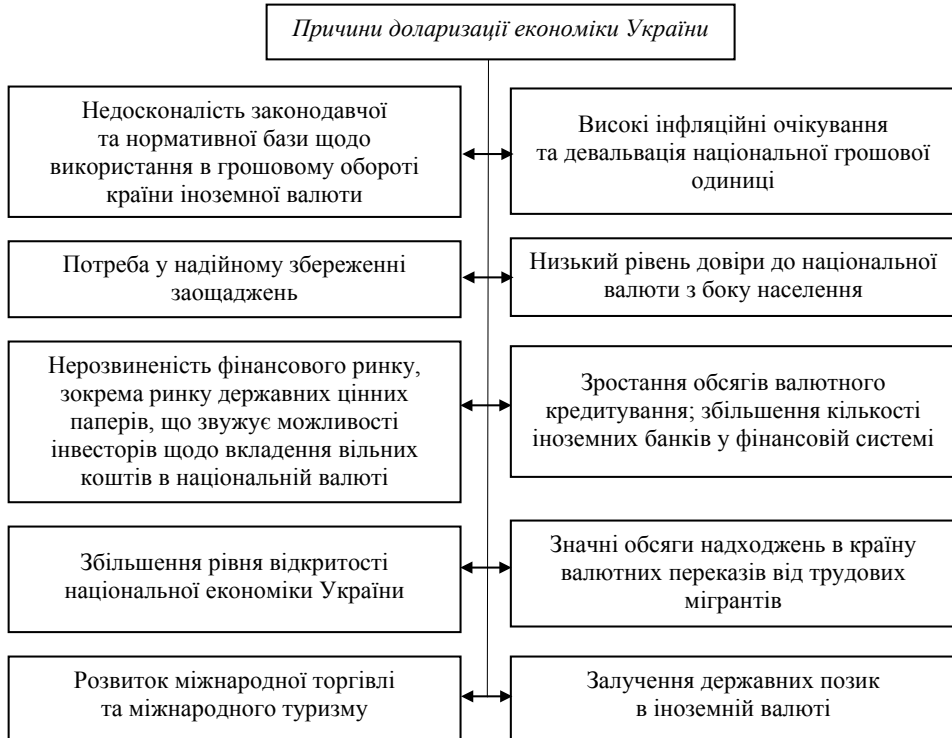 Причини доларизації економіки України
Недосконалість законодавчої
та нормативної бази щодо
використання в грошовому обороті
країни іноземної валюти
Високі інфляційні очікування
та девальвація національної грошової
одиниці
Потреба у надійному збереженні
заощаджень
Низький рівень довіри до національної
валюти з боку населення
Нерозвиненість фінансового ринку,
зокрема ринку державних цінних
паперів, що звужує можливості
інвесторів щодо вкладення вільних
коштів в національній валюті
Зростання обсягів валютного
кредитування; збільшення кількості
іноземних банків у фінансовій системі
Збільшення рівня відкритості
національної економіки України
Значні обсяги надходжень в країну
валютних переказів від трудових
мігрантів
Розвиток міжнародної торгівлі
та міжнародного туризму
Залучення державних позик
в іноземній валюті